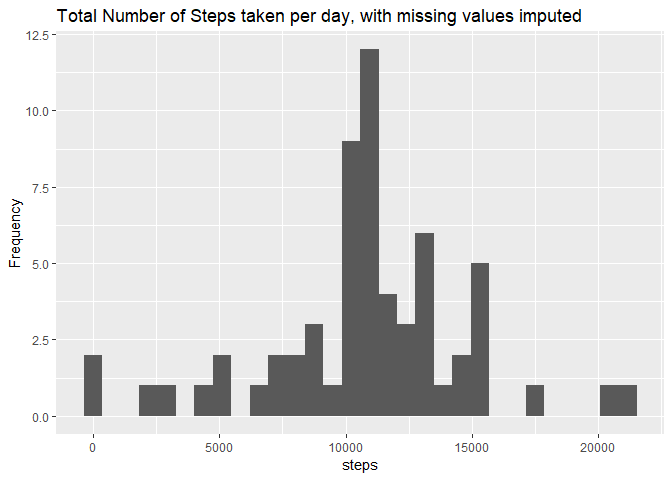 Total Number of Steps taken per day, with missing values imputed
12.5
10.0
7.5
5.0
2.5
0.0
Frequency
0 5000 10000 15000 20000
steps